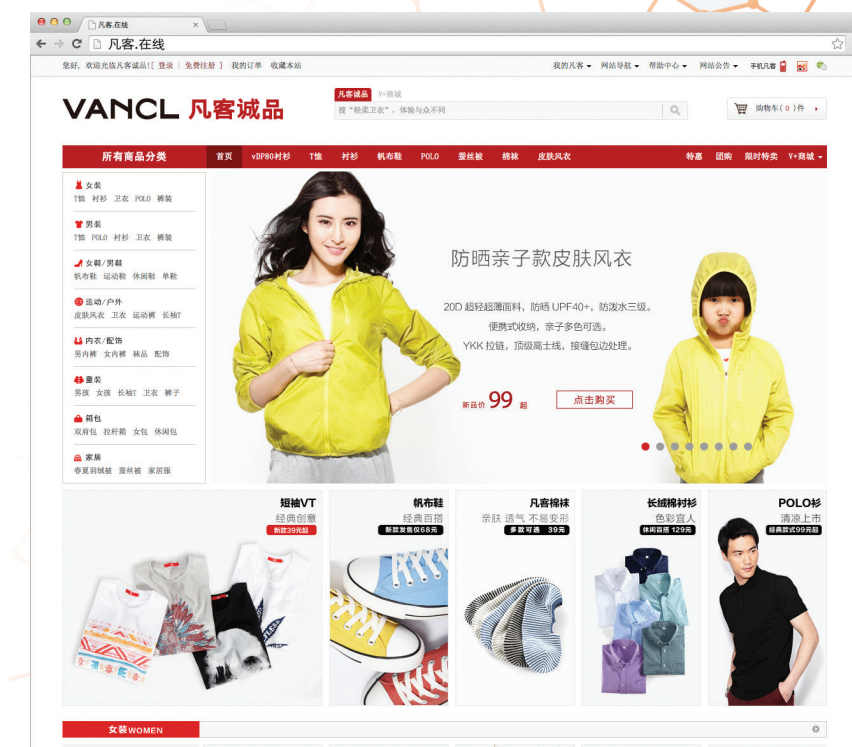 凡客.在线
凡客.在线
您好, 欢迎光临凡客诚品![ 登录 | 免费注册 ] 我的订单 收藏本站
我的凡客 网站导航 帮助中心 网站公告 手机凡客
凡客诚品 V+商城
VANCL 凡客诚品
搜“轻柔卫衣”, 体验与众不同
购物车( 0 )件
所有商品分类 首页 vDP80衬衫 T恤 衬衫 帆布鞋 POLO 蚕丝被 棉袜 皮肤风衣 特惠 团购 限时特卖 V+商城
女装
T恤 衬衫 卫衣 POLO 裤装
男装
T恤 POLO 衬衫 卫衣 裤装
女鞋/男鞋
帆布鞋 运动鞋 休闲鞋 单鞋
运动/户外
皮肤风衣 卫衣 运动裤 长袖T
内衣/配饰
男内裤 女内裤 袜品 配饰
童装
男孩 女孩 长袖T 卫衣 裤子
箱包
双肩包 拉杆箱 女包 休闲包
家居
春夏羽绒被 蚕丝被 家居服
防晒亲子款皮肤风衣
20D 超轻超薄面料, 防晒 UPF40+, 防泼水三级。
便携式收纳, 亲子多色可选。
YKK 拉链, 顶级高士线, 接缝包边处理。
新品价 99 起 点击购买
短袖VT
经典创意
新款39元起
帆布鞋
经典百搭
新款发售仅68元
凡客棉袜
亲肤 透气 不易变形
多款可选 39元
长绒棉衬衫
色彩宜人
休闲百搭 129元
POLO衫
清凉上市
经典款式99元起
女装WOMEN